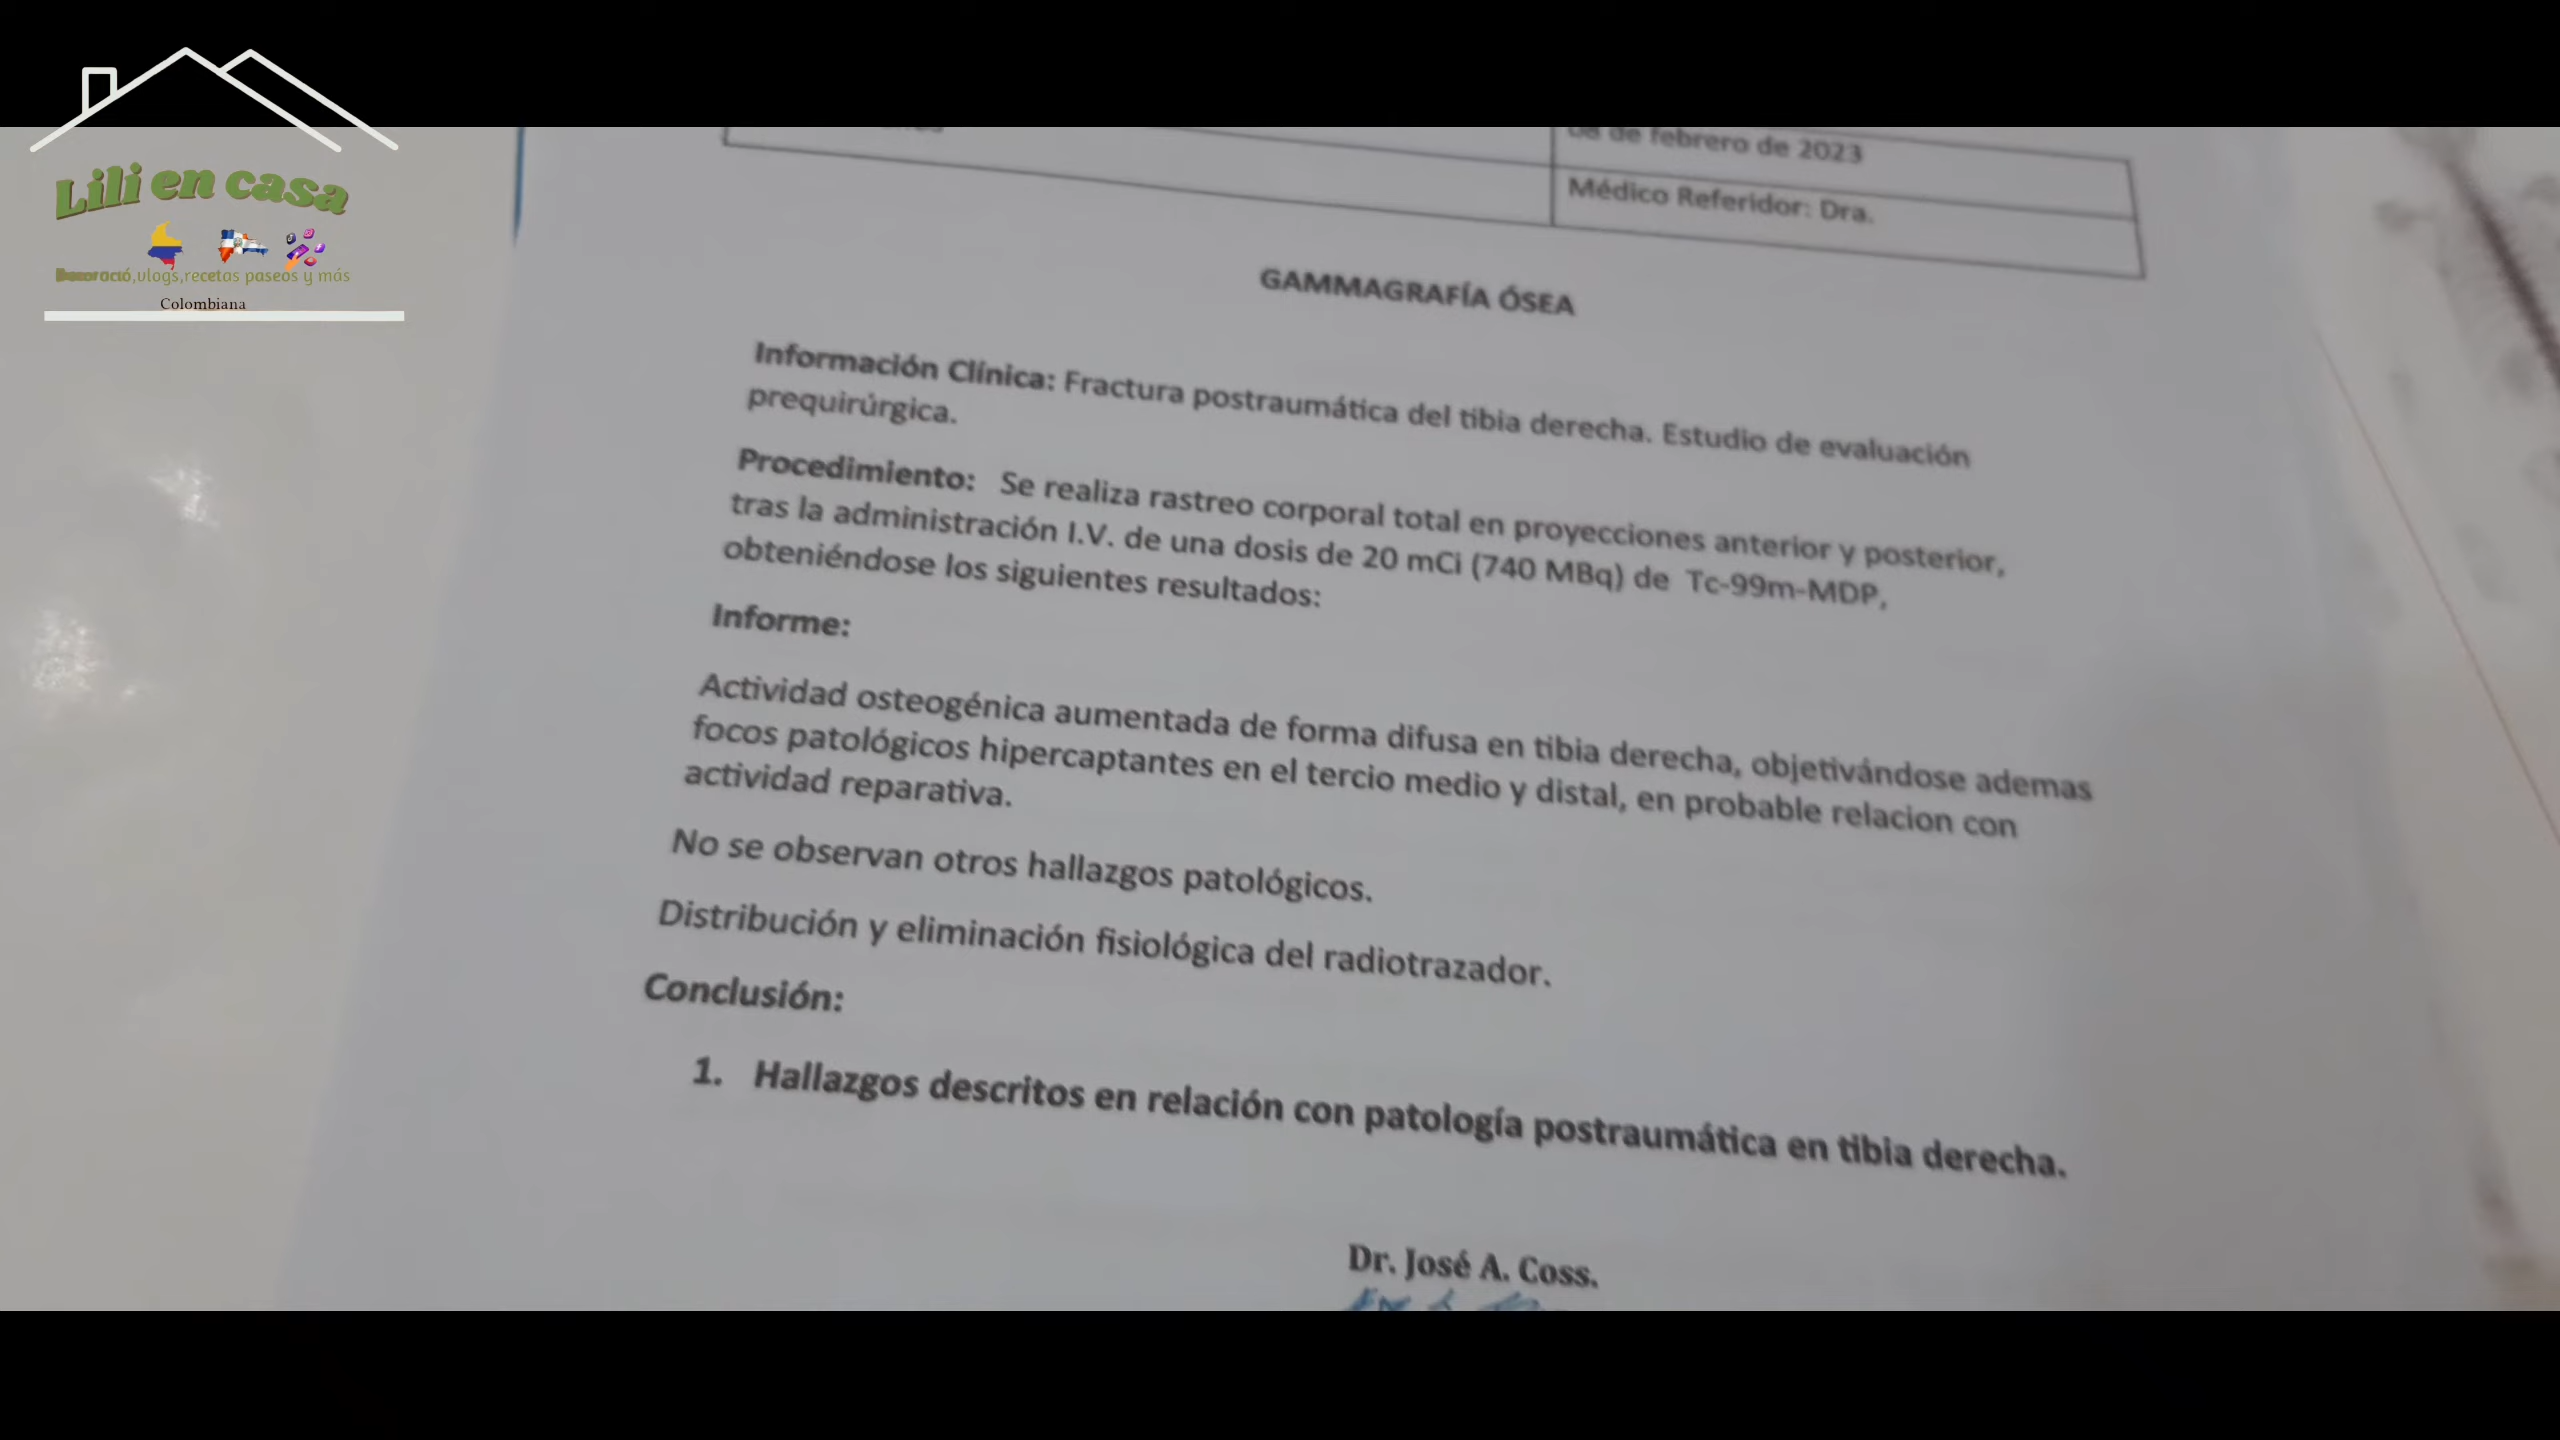 Lili en casa
vlogs,recetas paseos y más
Colombiana
08 de febrero de 2023
Médico Referidor: Dra.
GAMMAGRAFÍA ÓSEA
Información Clínica: Fractura postraumática del tibia derecha. Estudio de evaluación
prequirúrgica.
Procedimiento: Se realiza rastreo corporal total en proyecciones anterior y posterior,
tras la administración I.V. de una dosis de 20 mCi (740 MBq) de Tc-99m-MDP,
obteniéndose los siguientes resultados:
Informe:
Actividad osteogénica aumentada de forma difusa en tibia derecha, objetivándose ademas
focos patológicos hipercaptantes en el tercio medio y distal, en probable relacion con
actividad reparativa.
No se observan otros hallazgos patológicos.
Distribución y eliminación fisiológica del radiotrazador.
Conclusión:
1. Hallazgos descritos en relación con patología postraumática en tibia derecha.
Dr. José A. Coss.